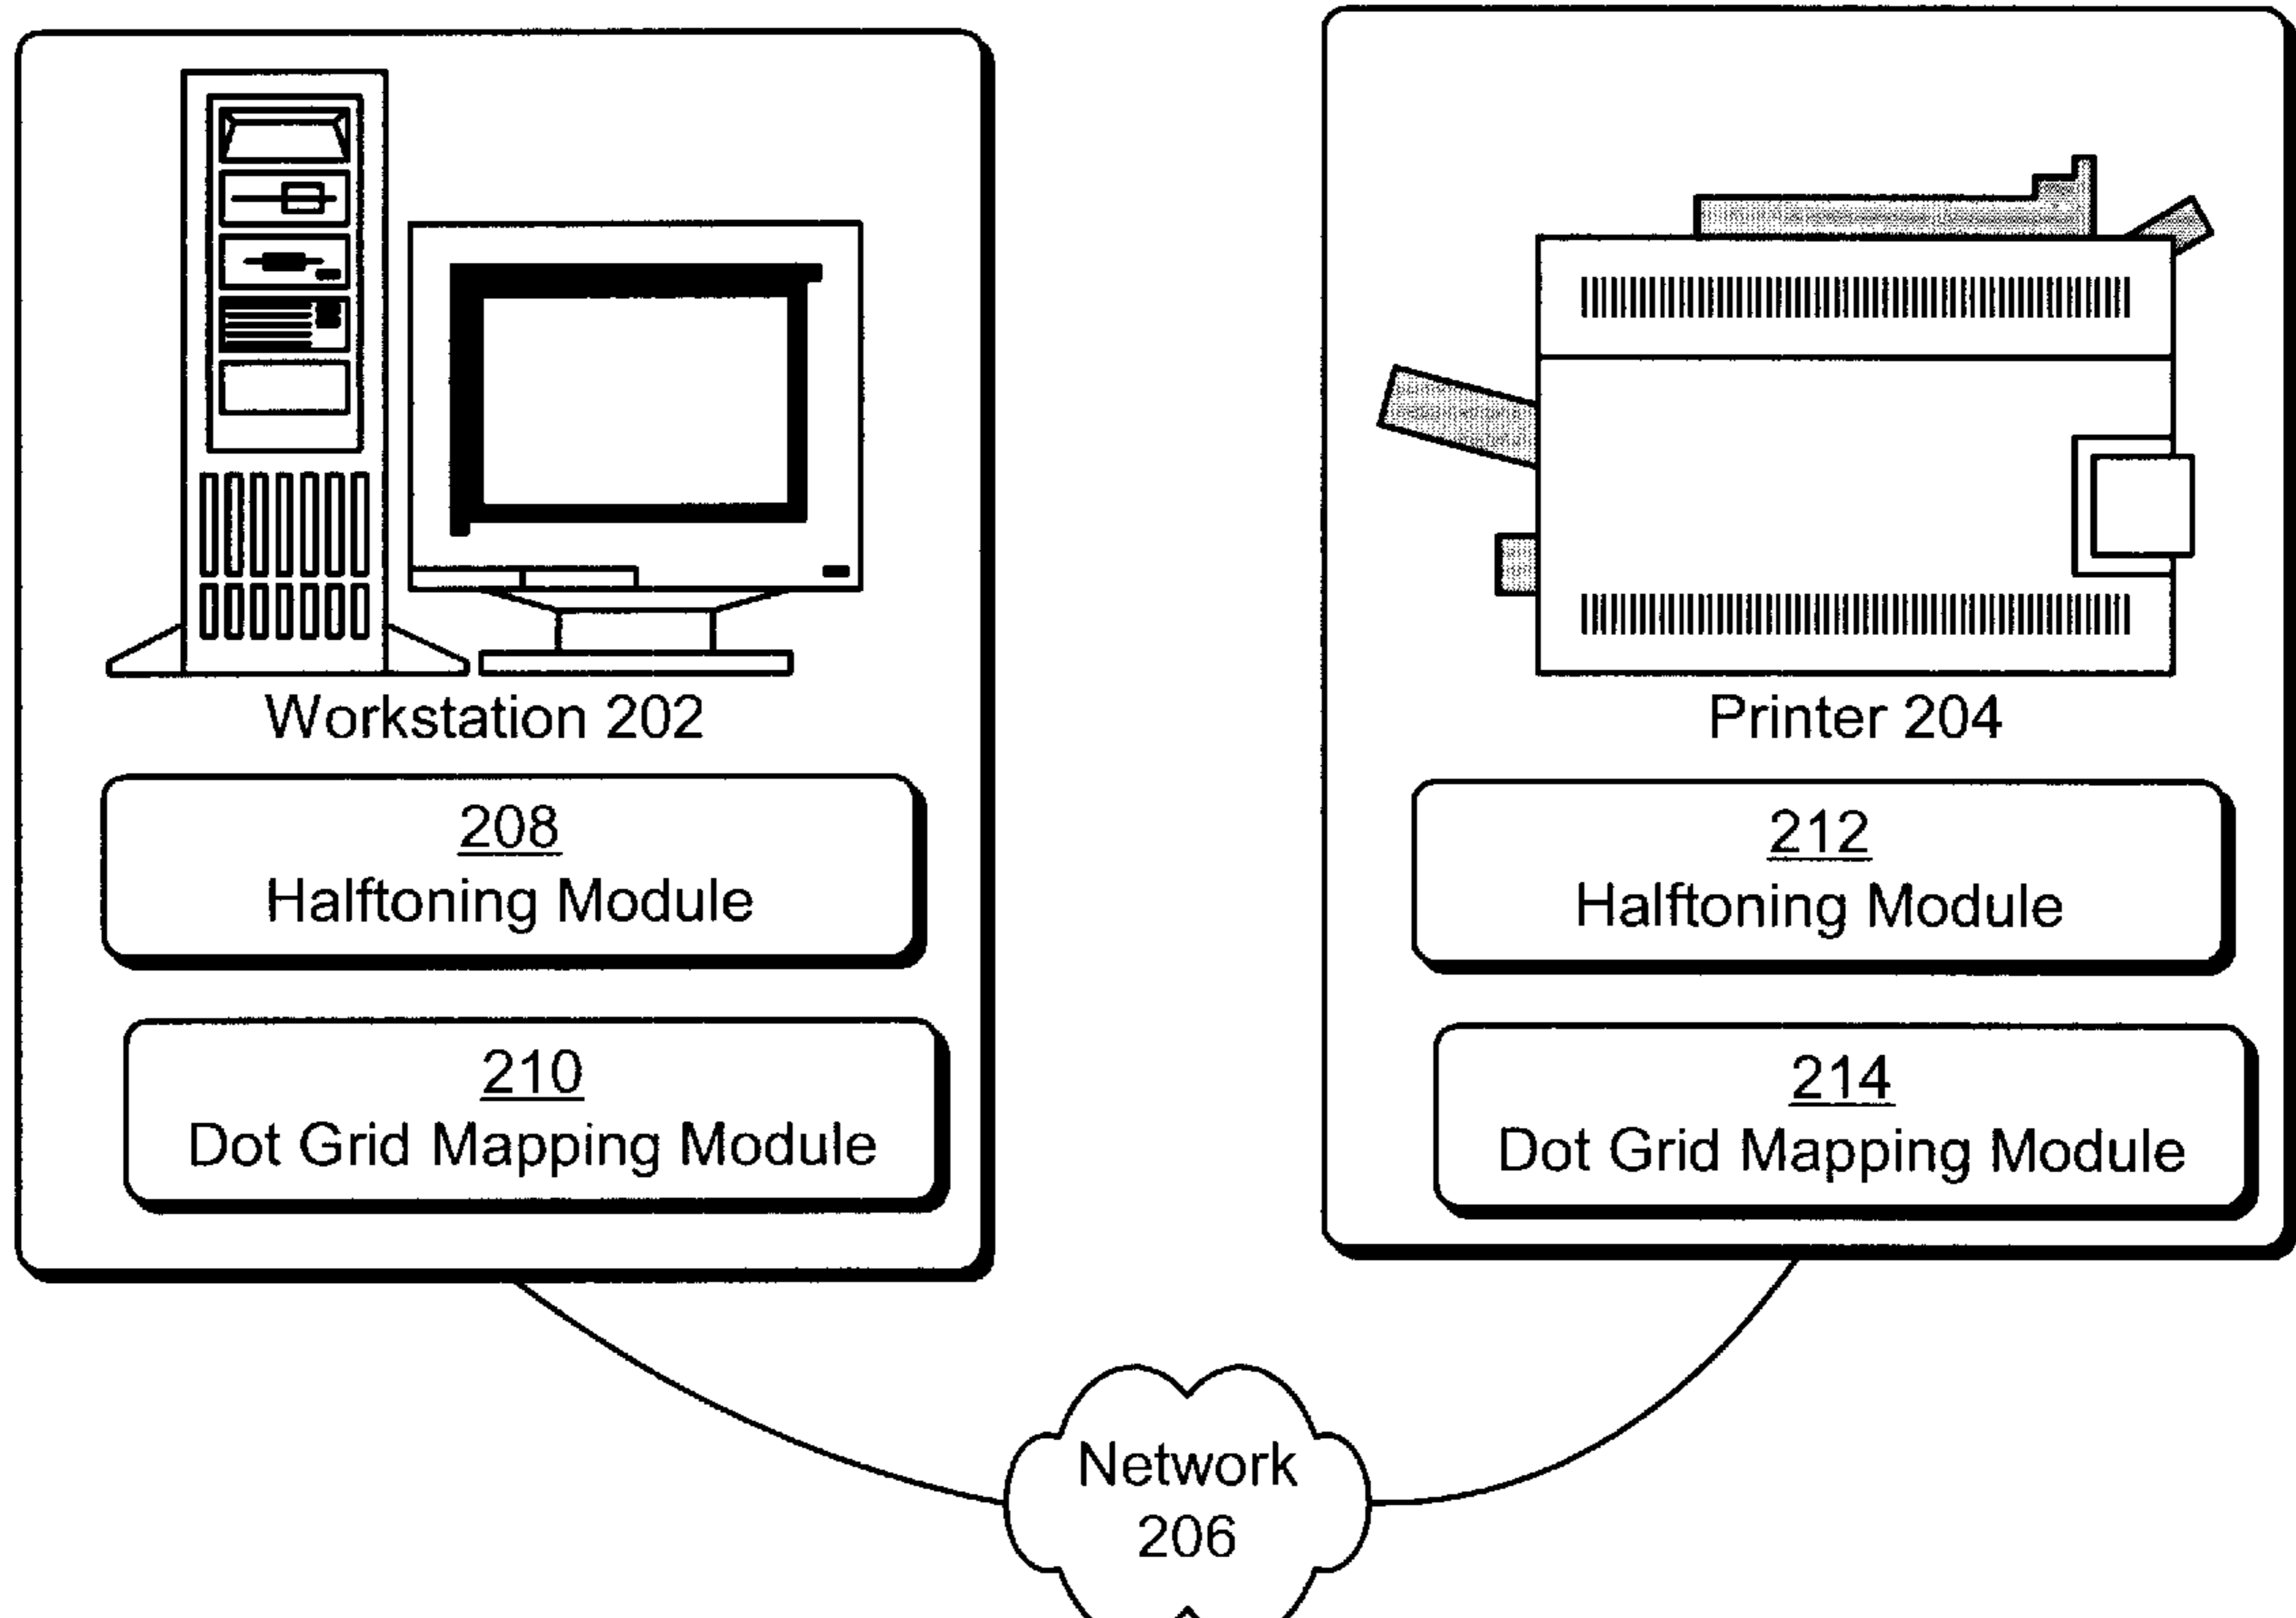 Workstation 202
208
Halftoning Module
210
Dot Grid Mapping Module
Printer 204
212
Halftoning Module
214
Dot Grid Mapping Module
Network
206